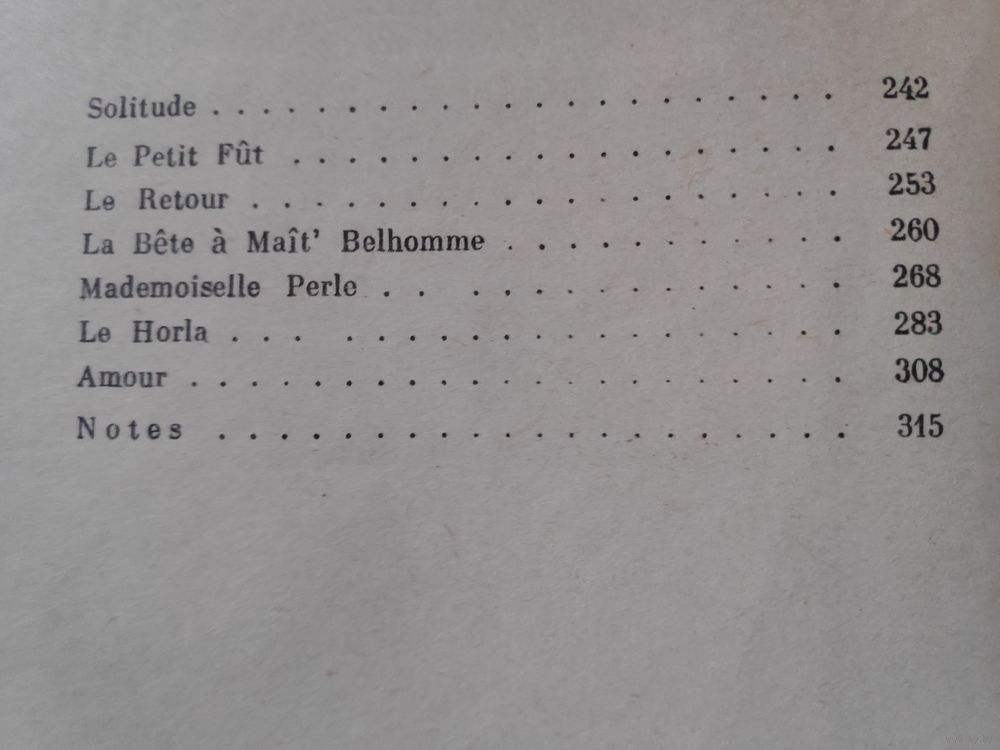 Solitude . . . . . . . . . . . . . . . . . . . . 242
Le Petit Fût . . . . . . . . . . . . . . . . . . 247
Le Retour . . . . . . . . . . . . . . . . . . . 253
La Bête à Maît' Belhomme . . . . . . . . . . . 260
Mademoiselle Perle . . . . . . . . . . . . . . 268
Le Horla . . . . . . . . . . . . . . . . . . . 283
Amour . . . . . . . . . . . . . . . . . . . . . 308
Notes . . . . . . . . . . . . . . . . . . . . 315